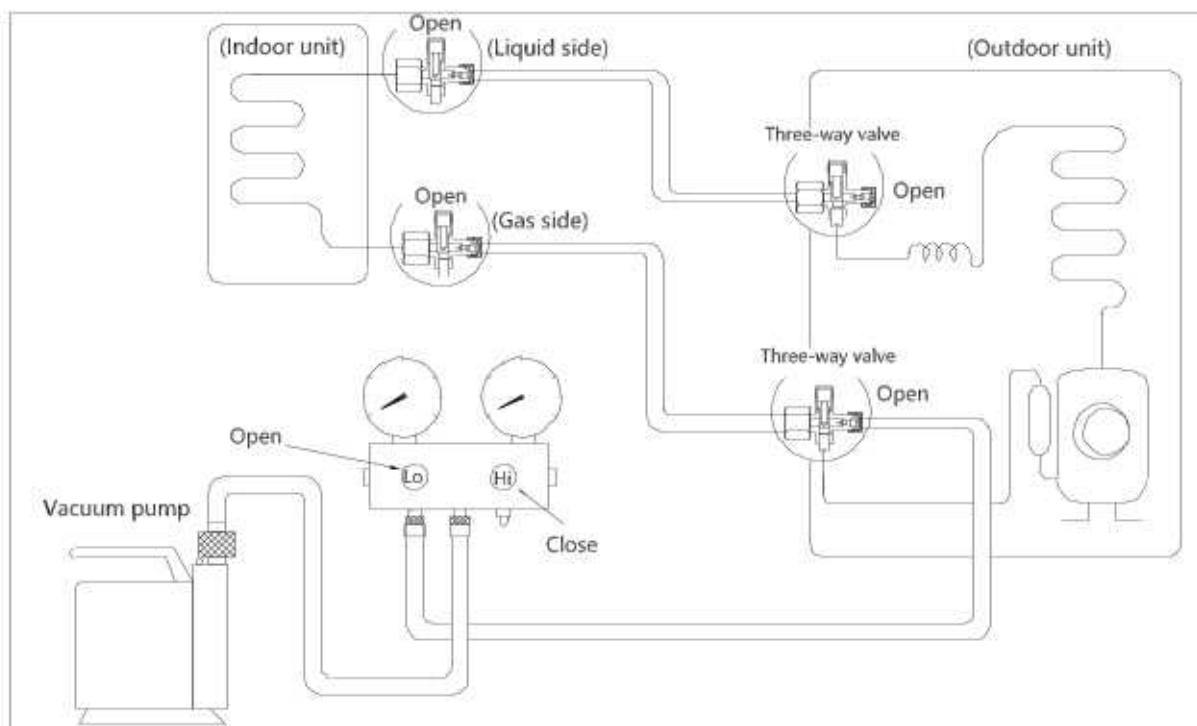 Open
(Indoor unit)
(Liquid side)
(Outdoor unit)
Three-way valve
Open
Open
(Gas side)
Three-way valve
Open
Open
Lo
Hi
Vacuum pump
Close